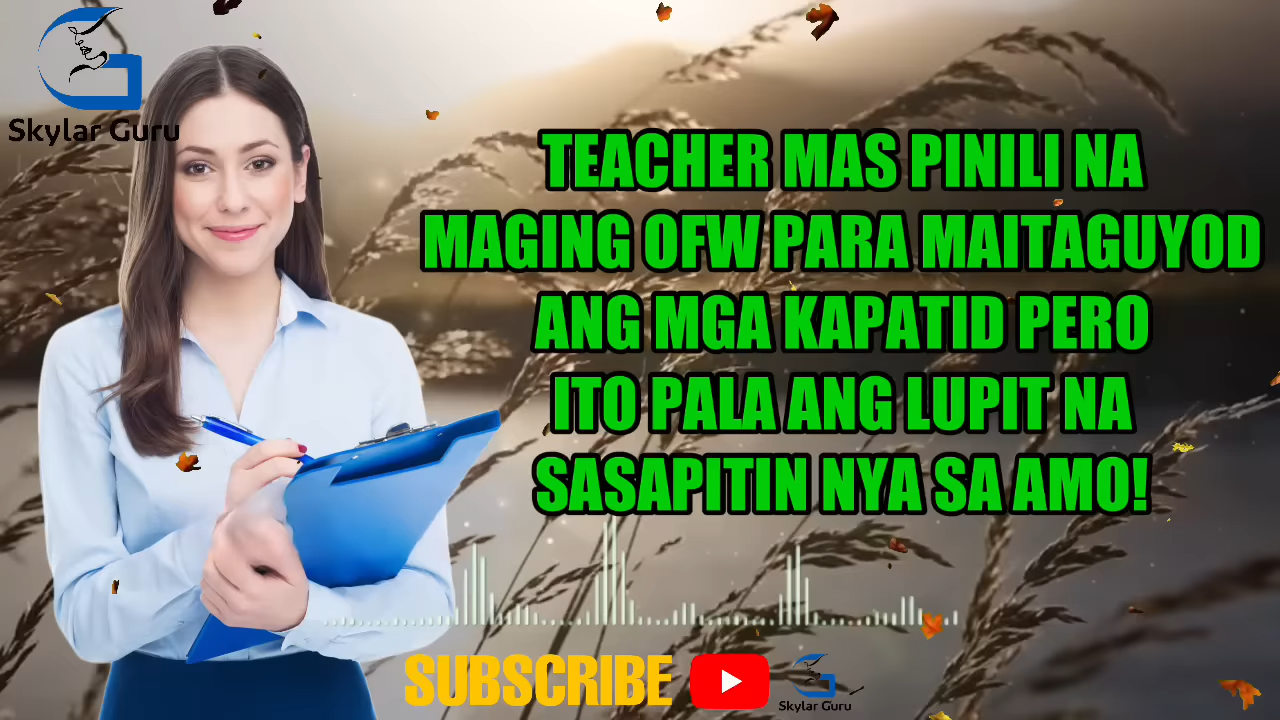 Skylar Guru
TEACHER MAS PINILI NA
MAGING OFW PARA MAITAGUYOD
ANG MGA KAPATID PERO
ITO PALA ANG LUPIT NA
SASAPITIN NYA SA AMO!
SUBSCRIBE
Skylar Guru